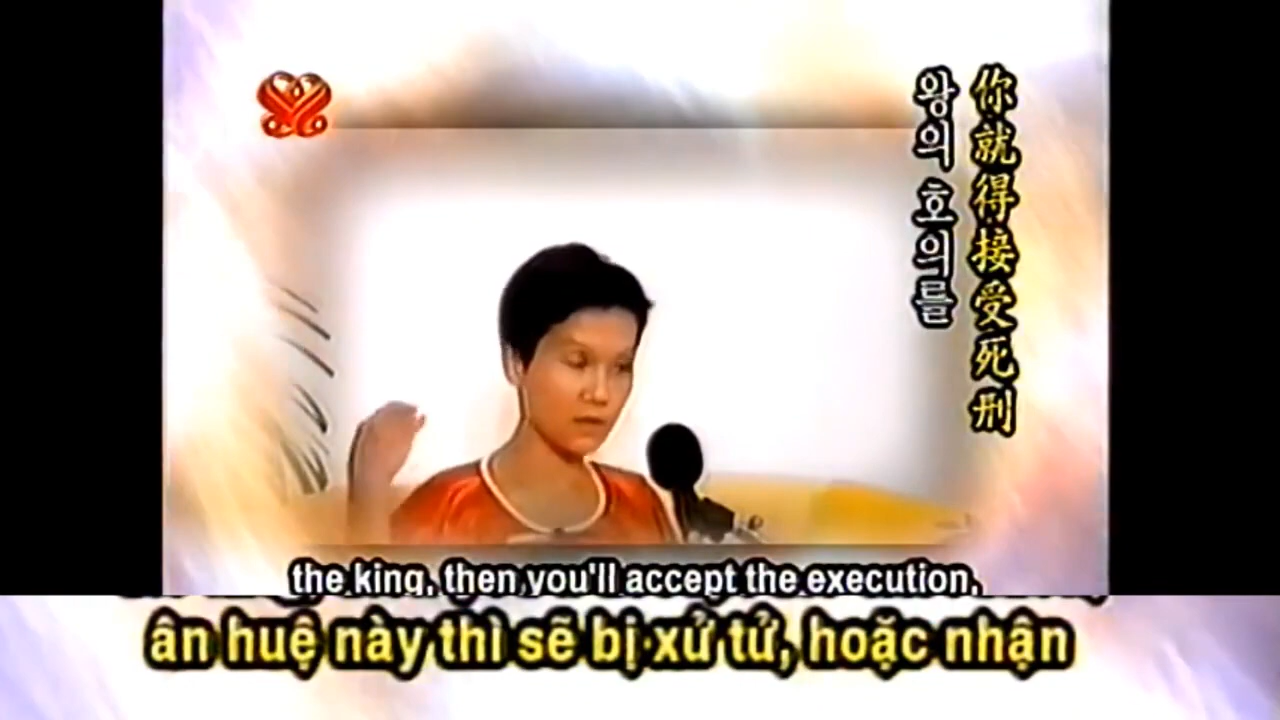 你就得接受死刑
왕의 호의를
the king, then you'll accept the execution,
ân huệ này thì sẽ bị xử tử, hoặc nhận